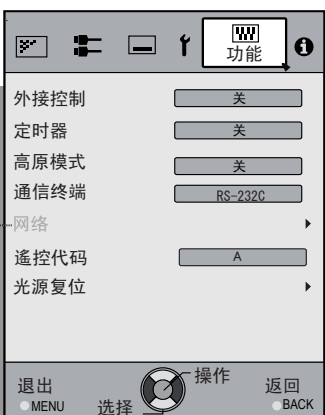 功能
外接控制 关
定时器 关
高原模式 关
通信终端 RS-232C
网络
遥控代码 A
光源复位
操作
退出 返回
MENU 选择 BACK